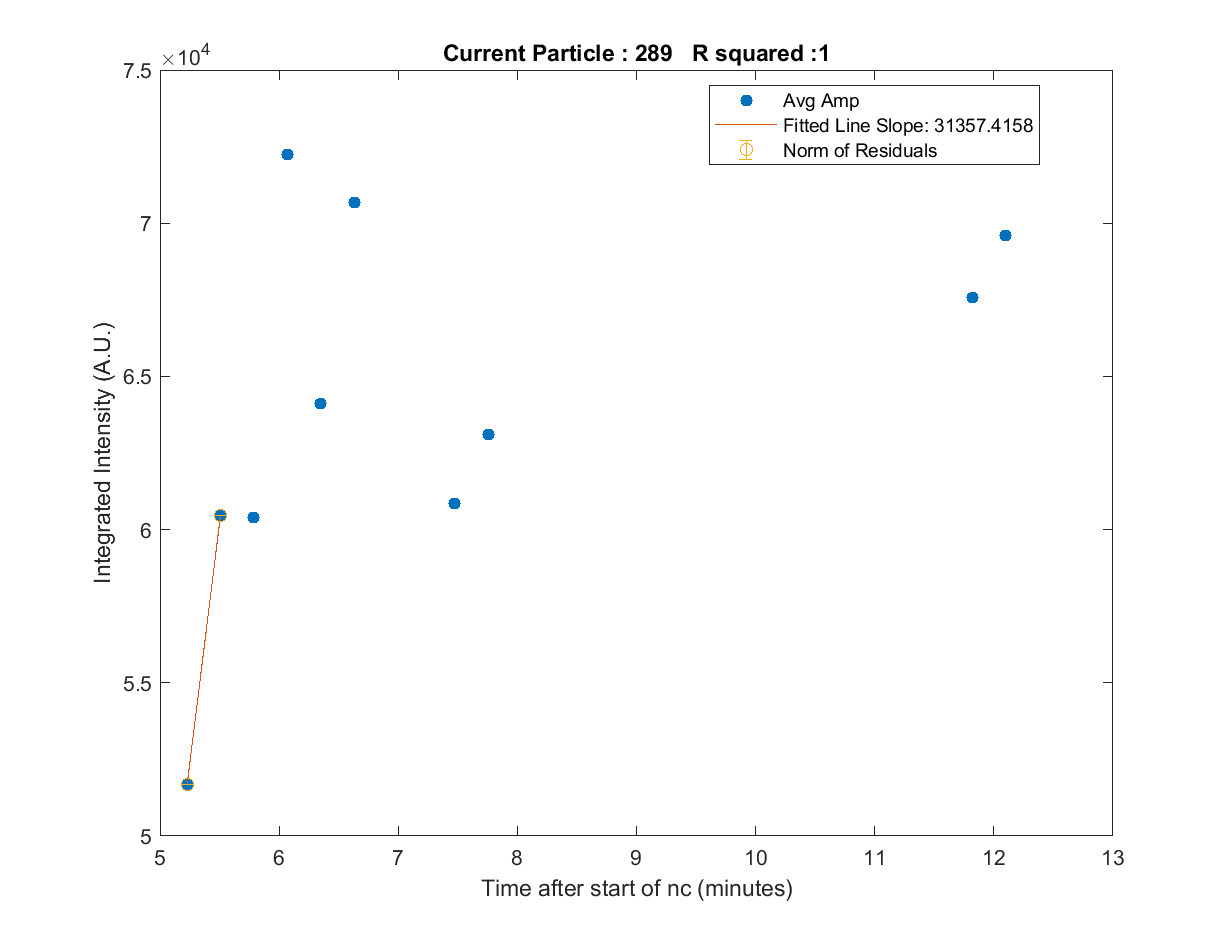 Current Particle : 289 R squared :1
×10^4
7.5
7
6.5
6
5.5
5
Integrated Intensity (A.U.)
Avg Amp
Fitted Line Slope: 31357.4158
Norm of Residuals
5 6 7 8 9 10 11 12 13
Time after start of nc (minutes)